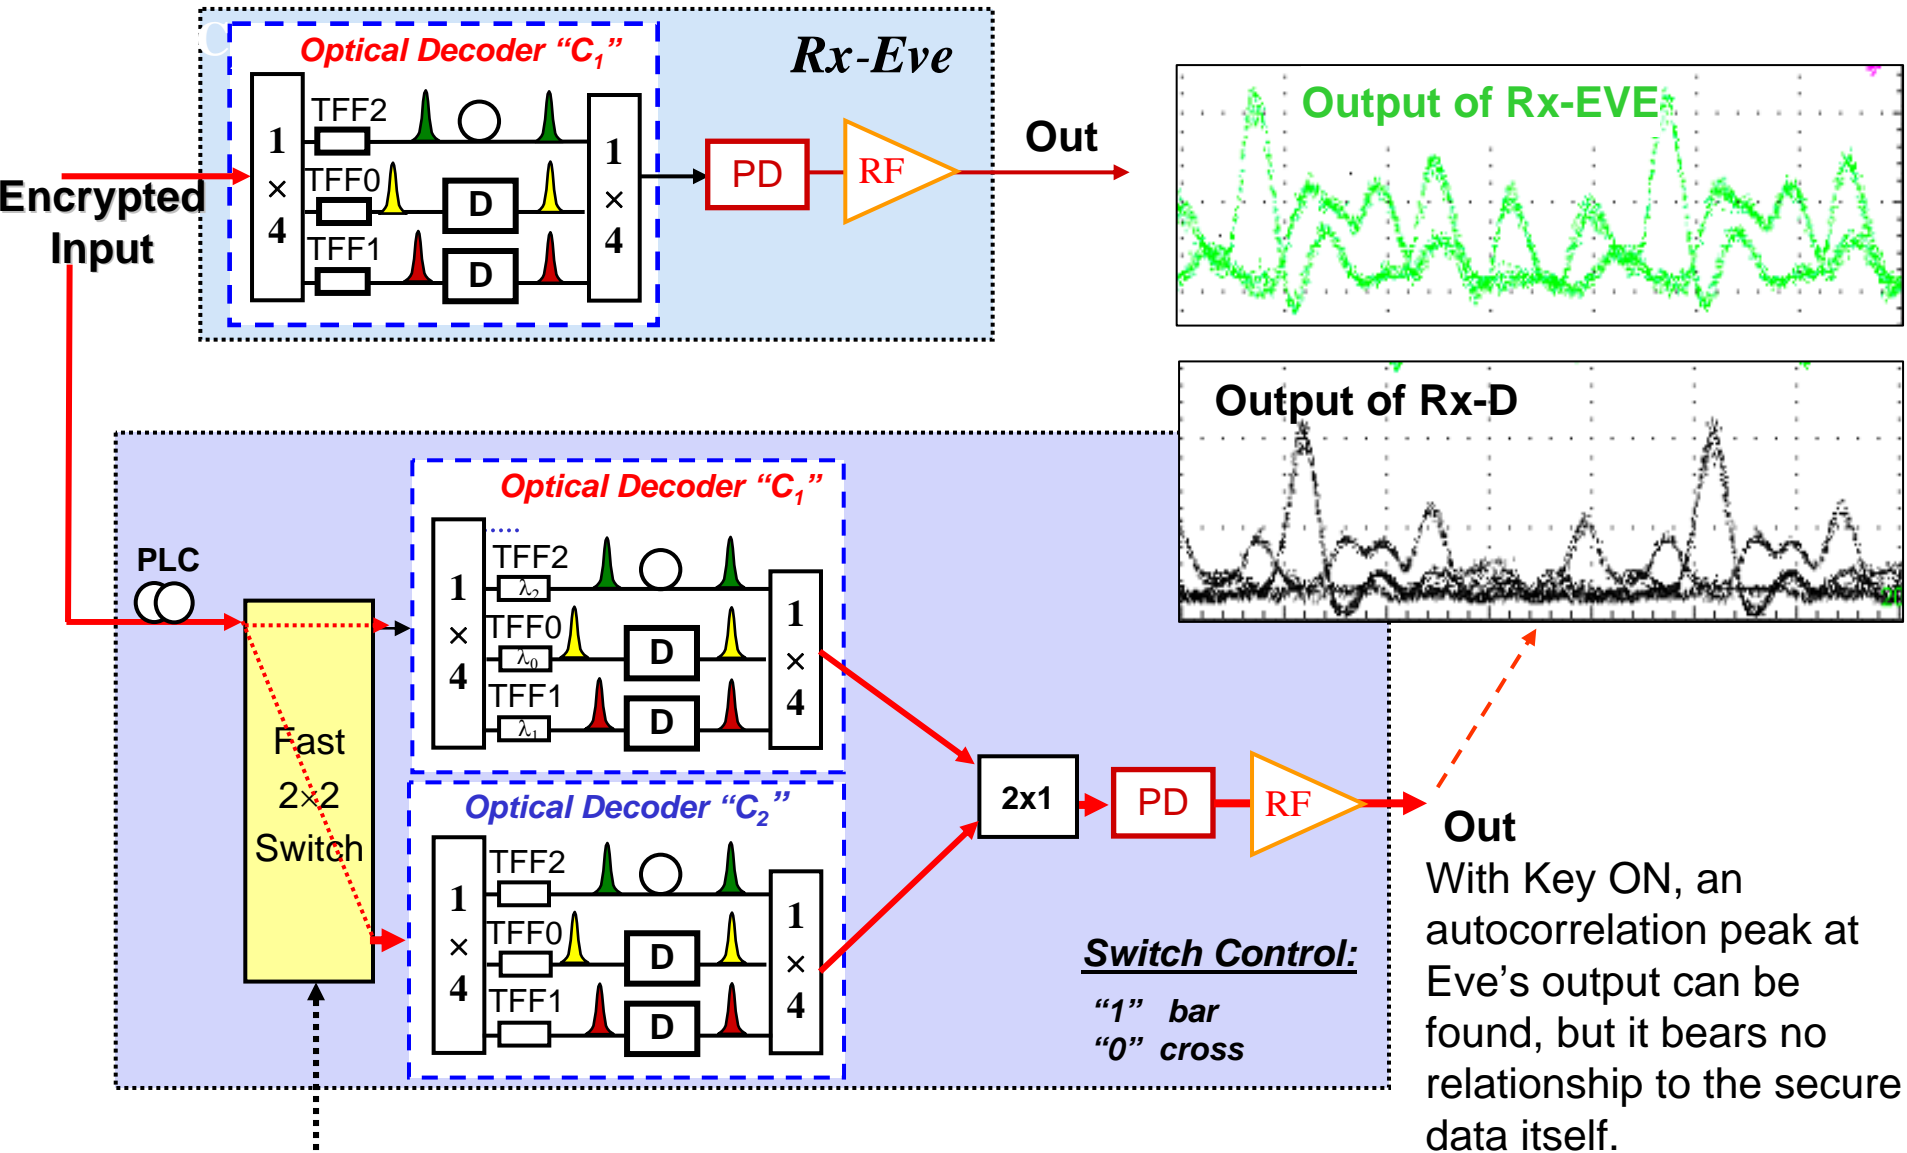 C
Optical Decoder “C1”
Rx-Eve
TFF2
TFF0
TFF1
1
×
4
D
D
1
×
4
PD
RF
Out
Encrypted
Input
Output of Rx-EVE
Output of Rx-D
PLC
Fast
2×2
Switch
Optical Decoder “C1”
1
×
4
TFF2
λ2
TFF0
λ0
TFF1
λ1
D
D
1
×
4
Optical Decoder “C2”
1
×
4
TFF2
TFF0
TFF1
D
D
1
×
4
2x1
PD
RF
Out
Switch Control:
“1” bar
“0” cross
With Key ON, an
autocorrelation peak at
Eve’s output can be
found, but it bears no
relationship to the secure
data itself.